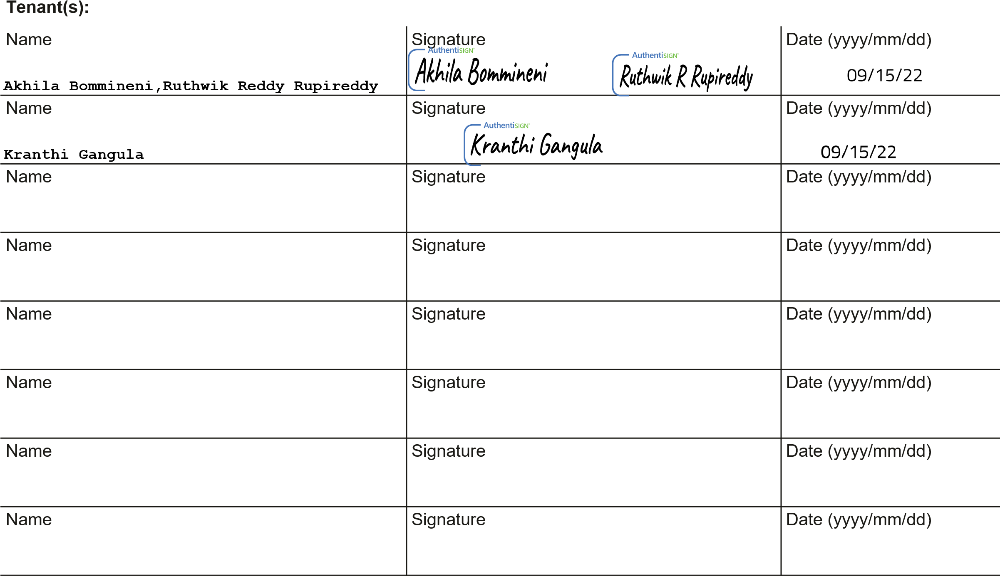 Tenant(s):
Name Signature Date (yyyy/mm/dd)
AuthentiSIGN® AuthentiSIGN®
Akhila Bommineni,Ruthwik Reddy Rupireddy Akhila Bommineni Ruthwik R Rupireddy 09/15/22
Name Signature Date (yyyy/mm/dd)
AuthentiSIGN®
Kranthi Gangula Kranthi Gangula 09/15/22
Name Signature Date (yyyy/mm/dd)
Name Signature Date (yyyy/mm/dd)
Name Signature Date (yyyy/mm/dd)
Name Signature Date (yyyy/mm/dd)
Name Signature Date (yyyy/mm/dd)
Name Signature Date (yyyy/mm/dd)